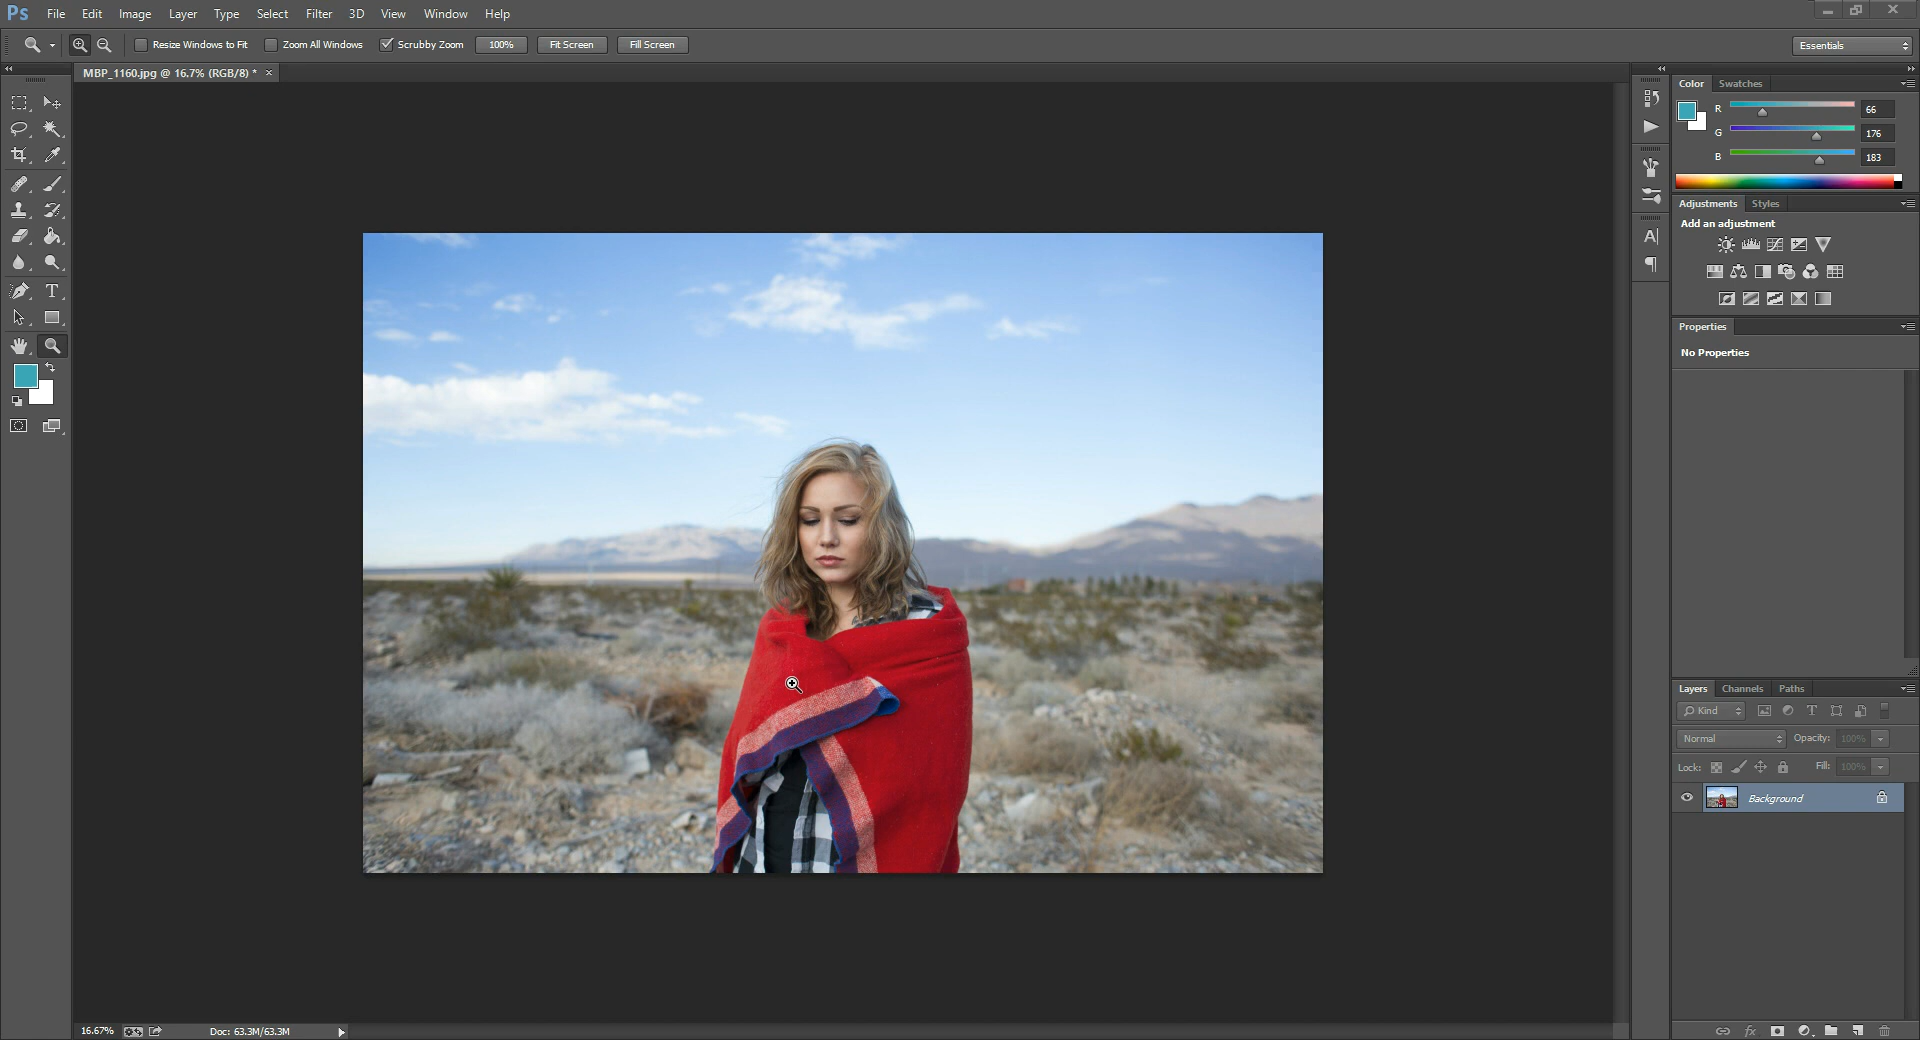 Ps File Edit Image Layer Type Select Filter 3D View Window Help
Resize Windows to Fit Zoom All Windows Scrubby Zoom 100% Fit Screen Fill Screen Essentials
MBP_1160.jpg @ 16.7% (RGB/8) * ×
Color Swatches
R 66
G 176
B 183
Adjustments Styles
Add an adjustment
Properties
No Properties
Layers Channels Paths
Kind T
Normal Opacity: 100%
Lock: Fill: 100%
Background
16.67% Doc: 63.3M/63.3M fx